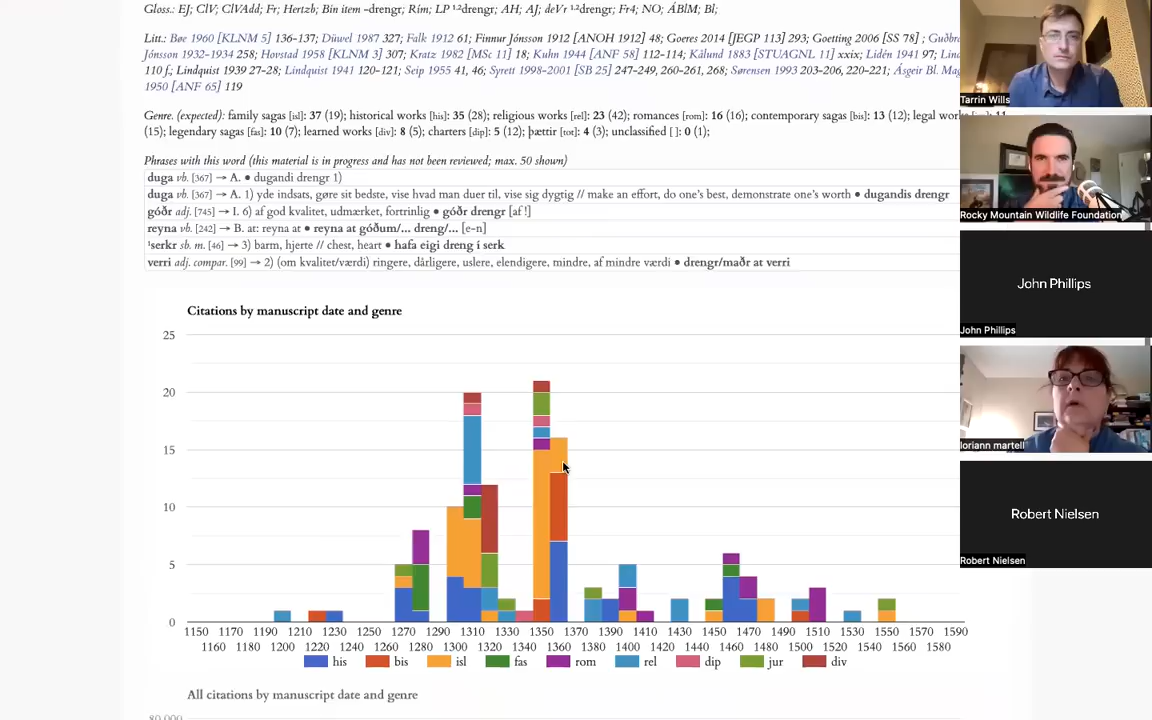 Gloss.: EJ; ClV; ClVAdd; Fr; Hertzb; Bin item -drengr; Rím; LP ¹·²drengr; AH; AJ; deVr ¹·²drengr; Fr4; NO; ÁBlM; Bl;
Litt.: Bøe 1960 [KLNM 5] 136-137; Düwel 1987 327; Falk 1912 61; Finnur Jónsson 1912 [ANOH 1912] 48; Goeres 2014 [JEGP 113] 293; Goetting 2006 [SS 78] ; Guðbr
Jónsson 1932-1934 258; Hovstad 1958 [KLNM 3] 307; Kratz 1982 [MSc 11] 18; Kuhn 1944 [ANF 58] 112-114; Kålund 1883 [STUAGNL 11] xxix; Lidén 1941 97; Lin
110 f.; Lindquist 1939 27-28; Lindquist 1941 120-121; Seip 1955 41, 46; Syrett 1998-2001 [SB 25] 247-249, 260-261, 268; Sørensen 1993 203-206, 220-221; Ásgeir Bl. Mag
1950 [ANF 65] 119
Genre. (expected): family sagas [isl]: 37 (19); historical works [his]: 35 (28); religious works [rel]: 23 (42); romances [rom]: 16 (16); contemporary sagas [bis]: 13 (12); legal works
(15); legendary sagas [fas]: 10 (7); learned works [div]: 8 (5); charters [dip]: 5 (12); þættir [tot]: 4 (3); unclassified [ ]: 0 (1);
Phrases with this word (this material is in progress and has not been reviewed; max. 50 shown)
duga vb. [367] → A. • dugandi drengr 1)
duga vb. [367] → A. 1) yde indsats, gøre sit bedste, vise hvad man duer til, vise sig dygtig // make an effort, do one's best, demonstrate one's worth • dugandis drengr
góðr adj. [745] → I. 6) af god kvalitet, udmærket, fortrinlig • góðr drengr [af !]
reyna vb. [242] → B. at: reyna at • reyna at góðum/... dreng/... [e-n]
¹serkr sb. m. [46] → 3) barm, hjerte // chest, heart • hafa eigi dreng í serk
verri adj. compar. [99] → 2) (om kvalitet/værdi) ringere, dårligere, uslere, elendigere, mindre, af mindre værdi • drengr/maðr at verri
Citations by manuscript date and genre
25
20
15
10
5
0
1150 1170 1190 1210 1230 1250 1270 1290 1310 1330 1350 1370 1390 1410 1430 1450 1470 1490 1510 1530 1550 1570 1590
1160 1180 1200 1220 1240 1260 1280 1300 1320 1340 1360 1380 1400 1420 1440 1460 1480 1500 1520 1540 1560 1580
his bis isl fas rom rel dip jur div
All citations by manuscript date and genre
80,000
Tarrin Wills
Rocky Mountain Wildlife Foundation
John Phillips
John Phillips
loriann martell
Robert Nielsen
Robert Nielsen